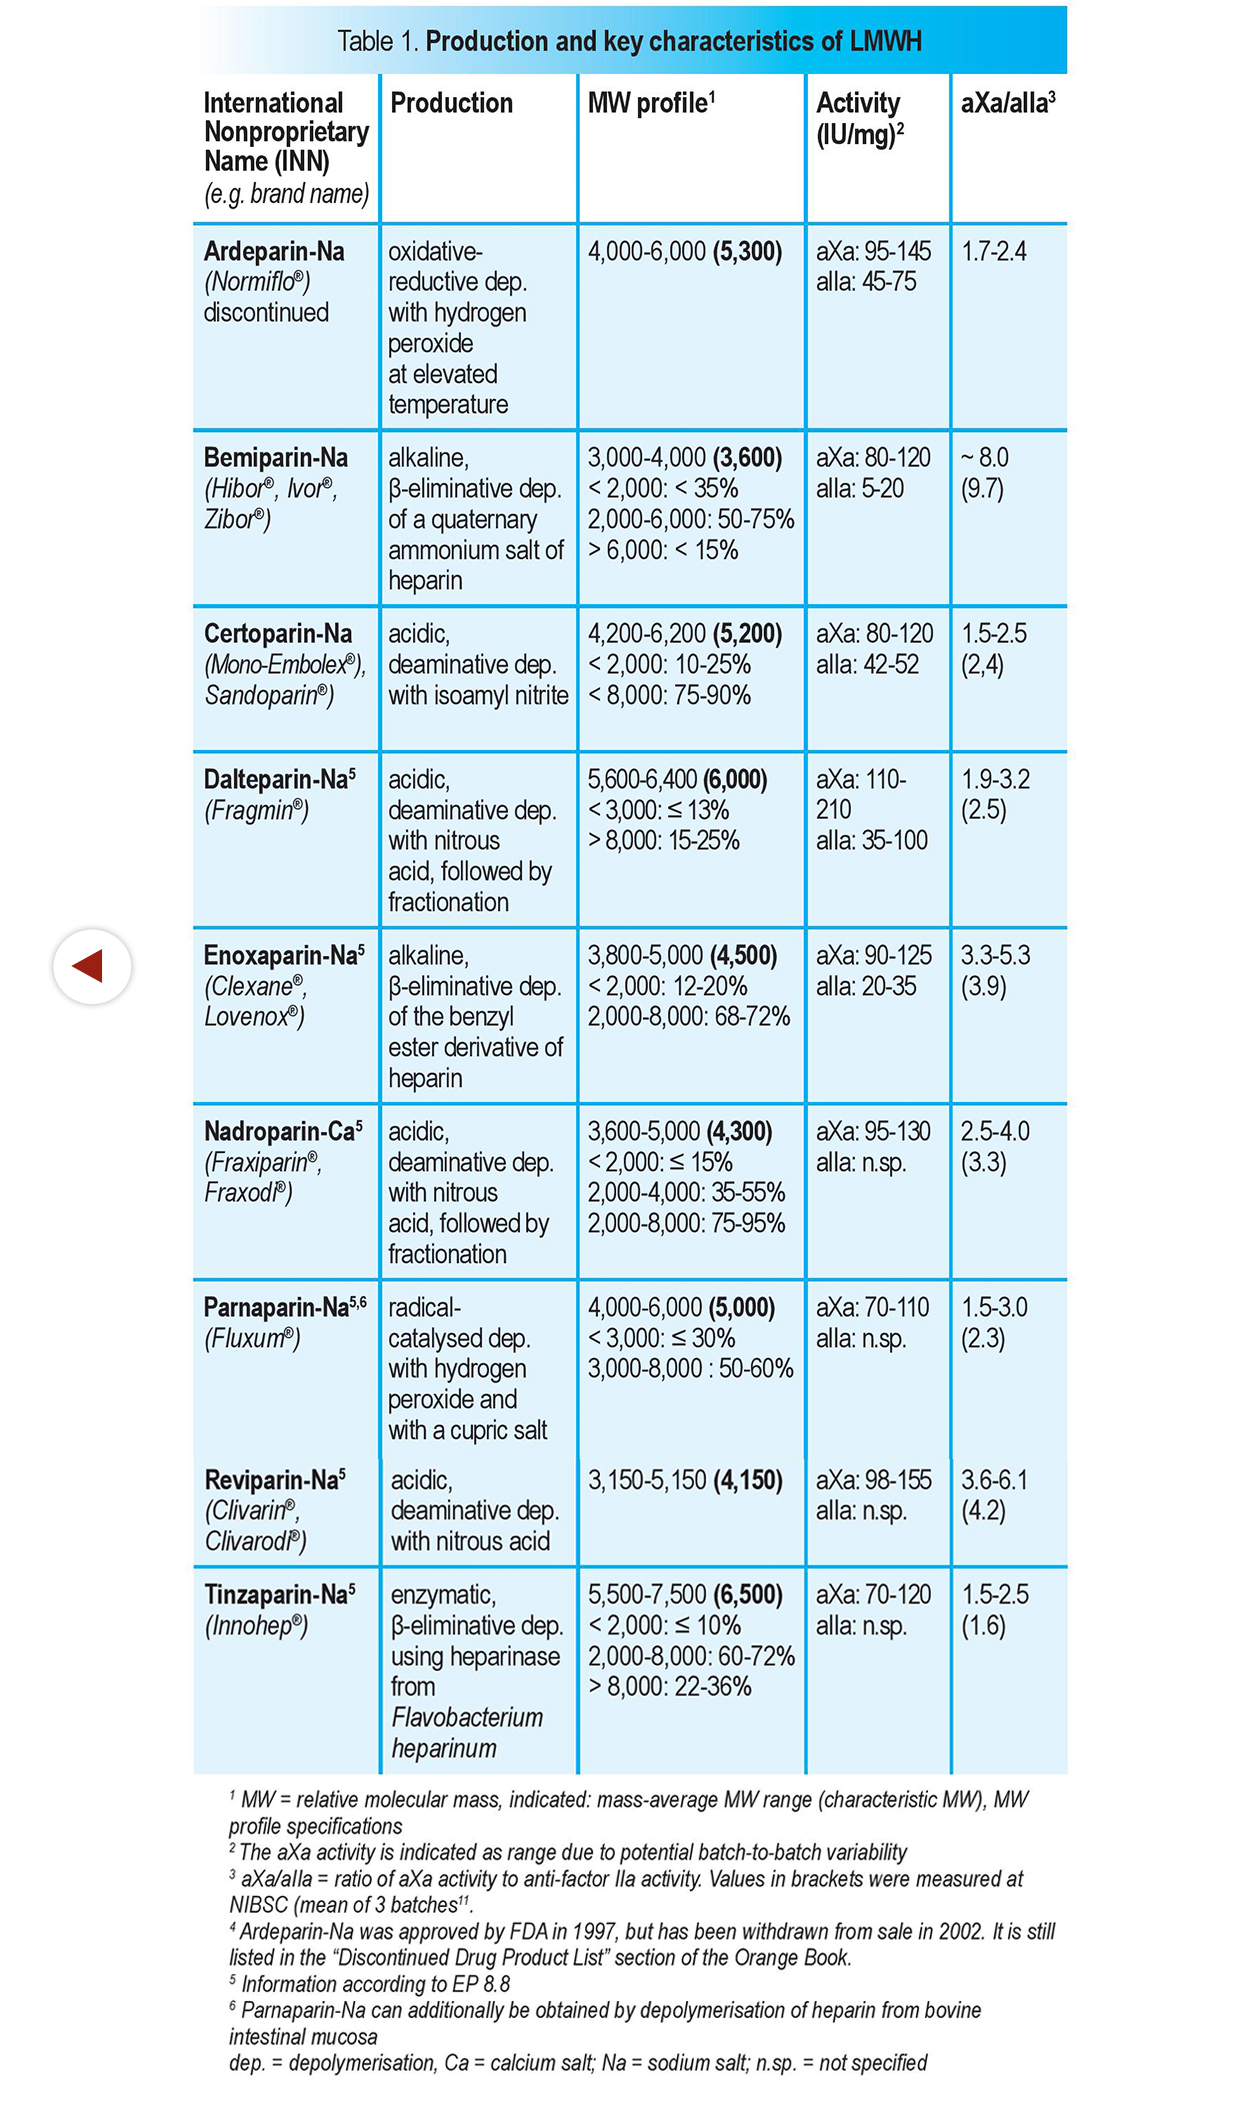 Table 1. Production and key characteristics of LMWH
International
Nonproprietary
Name (INN)
(e.g. brand name)
Production
MW profile¹
Activity
(IU/mg)²
aXa/aIIa³
Ardeparin-Na
(Normiflo®)
discontinued
oxidative-
reductive dep.
with hydrogen
peroxide
at elevated
temperature
4,000-6,000 (5,300)
aXa: 95-145
aIIa: 45-75
1.7-2.4
Bemiparin-Na
(Hibor®, Ivor®,
Zibor®)
alkaline,
β-eliminative dep.
of a quaternary
ammonium salt of
heparin
3,000-4,000 (3,600)
< 2,000: < 35%
2,000-6,000: 50-75%
> 6,000: < 15%
aXa: 80-120
aIIa: 5-20
~ 8.0
(9.7)
Certoparin-Na
(Mono-Embolex®),
Sandoparin®)
acidic,
deaminative dep.
with isoamyl nitrite
4,200-6,200 (5,200)
< 2,000: 10-25%
< 8,000: 75-90%
aXa: 80-120
aIIa: 42-52
1.5-2.5
(2,4)
Dalteparin-Na⁵
(Fragmin®)
acidic,
deaminative dep.
with nitrous
acid, followed by
fractionation
5,600-6,400 (6,000)
< 3,000: ≤ 13%
> 8,000: 15-25%
aXa: 110-
210
aIIa: 35-100
1.9-3.2
(2.5)
Enoxaparin-Na⁵
(Clexane®,
Lovenox®)
alkaline,
β-eliminative dep.
of the benzyl
ester derivative of
heparin
3,800-5,000 (4,500)
< 2,000: 12-20%
2,000-8,000: 68-72%
aXa: 90-125
aIIa: 20-35
3.3-5.3
(3.9)
Nadroparin-Ca⁵
(Fraxiparin®,
Fraxodi®)
acidic,
deaminative dep.
with nitrous
acid, followed by
fractionation
3,600-5,000 (4,300)
< 2,000: ≤ 15%
2,000-4,000: 35-55%
2,000-8,000: 75-95%
aXa: 95-130
aIIa: n.sp.
2.5-4.0
(3.3)
Parnaparin-Na⁵,⁶
(Fluxum®)
radical-
catalysed dep.
with hydrogen
peroxide and
with a cupric salt
4,000-6,000 (5,000)
< 3,000: ≤ 30%
3,000-8,000 : 50-60%
aXa: 70-110
aIIa: n.sp.
1.5-3.0
(2.3)
Reviparin-Na⁵
(Clivarin®,
Clivarodi®)
acidic,
deaminative dep.
with nitrous acid
3,150-5,150 (4,150)
aXa: 98-155
aIIa: n.sp.
3.6-6.1
(4.2)
Tinzaparin-Na⁵
(Innohep®)
enzymatic,
β-eliminative dep.
using heparinase
from
Flavobacterium
heparinum
5,500-7,500 (6,500)
< 2,000: ≤ 10%
2,000-8,000: 60-72%
> 8,000: 22-36%
aXa: 70-120
aIIa: n.sp.
1.5-2.5
(1.6)
¹ MW = relative molecular mass, indicated: mass-average MW range (characteristic MW), MW
profile specifications
² The aXa activity is indicated as range due to potential batch-to-batch variability
³ aXa/aIIa = ratio of aXa activity to anti-factor IIa activity. Values in brackets were measured at
NIBSC (mean of 3 batches¹¹.
⁴ Ardeparin-Na was approved by FDA in 1997, but has been withdrawn from sale in 2002. It is still
listed in the “Discontinued Drug Product List” section of the Orange Book.
⁵ Information according to EP 8.8
⁶ Parnaparin-Na can additionally be obtained by depolymerisation of heparin from bovine
intestinal mucosa
dep. = depolymerisation, Ca = calcium salt; Na = sodium salt; n.sp. = not specified